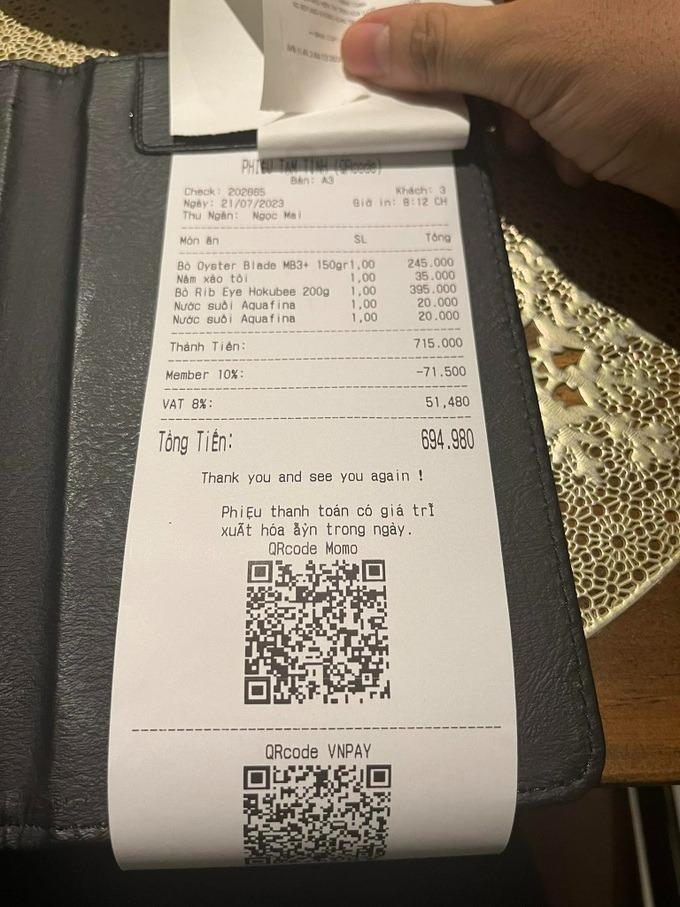 PHIẾU TẠM TÍNH (QRcode)
Bàn: A3
Check: 202665 Khách: 3
Ngày: 21/07/2023 Giờ in: 8:12 CH
Thu Ngân: Ngoc Mai
Món ăn SL Tổng
Bò Oyster Blade MB3+ 150gr 1,00 245.000
Nấm xáo tỏi 1,00 35.000
Bò Rib Eye Hokubee 200g 1,00 395.000
Nước suối Aquafina 1,00 20.000
Nước suối Aquafina 1,00 20.000
Thành Tiền: 715.000
Member 10%: -71.500
VAT 8%: 51,480
Tổng Tiền: 694.980
Thank you and see you again !
Phiếu thanh toán có giá trị
xuất hóa đơn trong ngày.
QRcode Momo
QRcode VNPAY